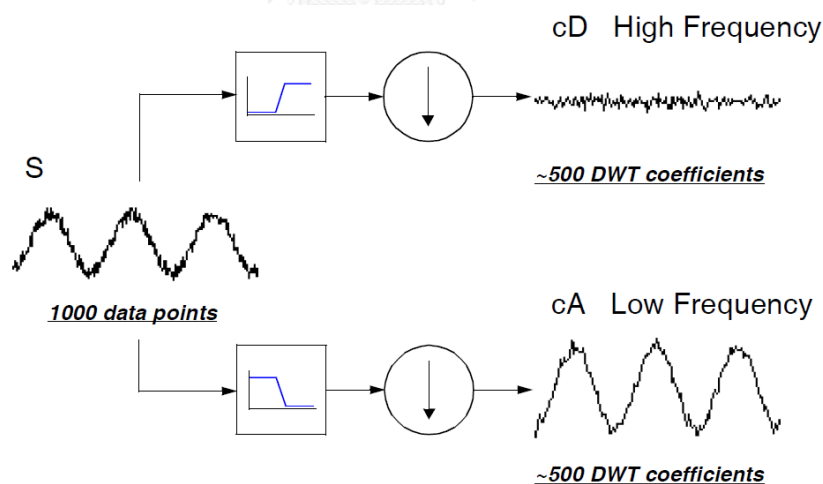 cD High Frequency
~500 DWT coefficients
S
1000 data points
cA Low Frequency
~500 DWT coefficients